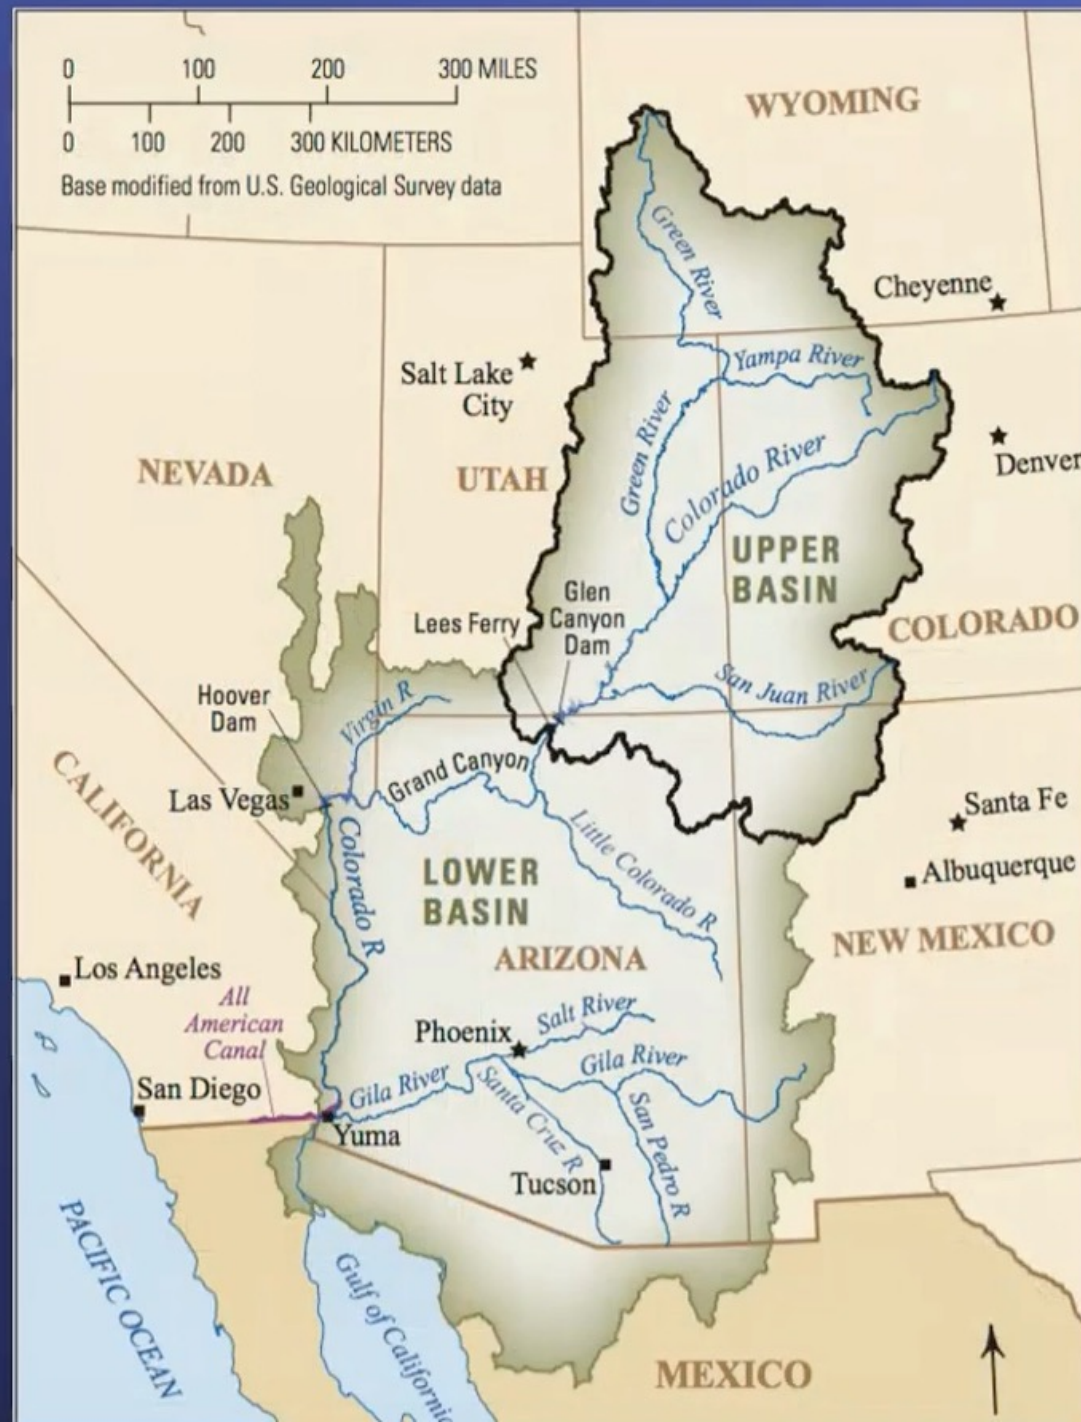 0 100 200 300 MILES
0 100 200 300 KILOMETERS
Base modified from U.S. Geological Survey data
WYOMING
Green River
Cheyenne
Yampa River
Salt Lake
City
Green River
Colorado River
Denver
NEVADA
UTAH
UPPER
BASIN
Glen
Canyon
Dam
Lees Ferry
COLORADO
San Juan River
Hoover
Dam
Virgin R
Grand Canyon
Las Vegas
CALIFORNIA
Colorado R
Little Colorado R
Santa Fe
Albuquerque
LOWER
BASIN
ARIZONA
NEW MEXICO
Los Angeles
All
American
Canal
Phoenix
Salt River
Gila River
San Diego
Gila River
Santa Cruz R
San Pedro R
Yuma
Tucson
PACIFIC OCEAN
Gulf of California
MEXICO